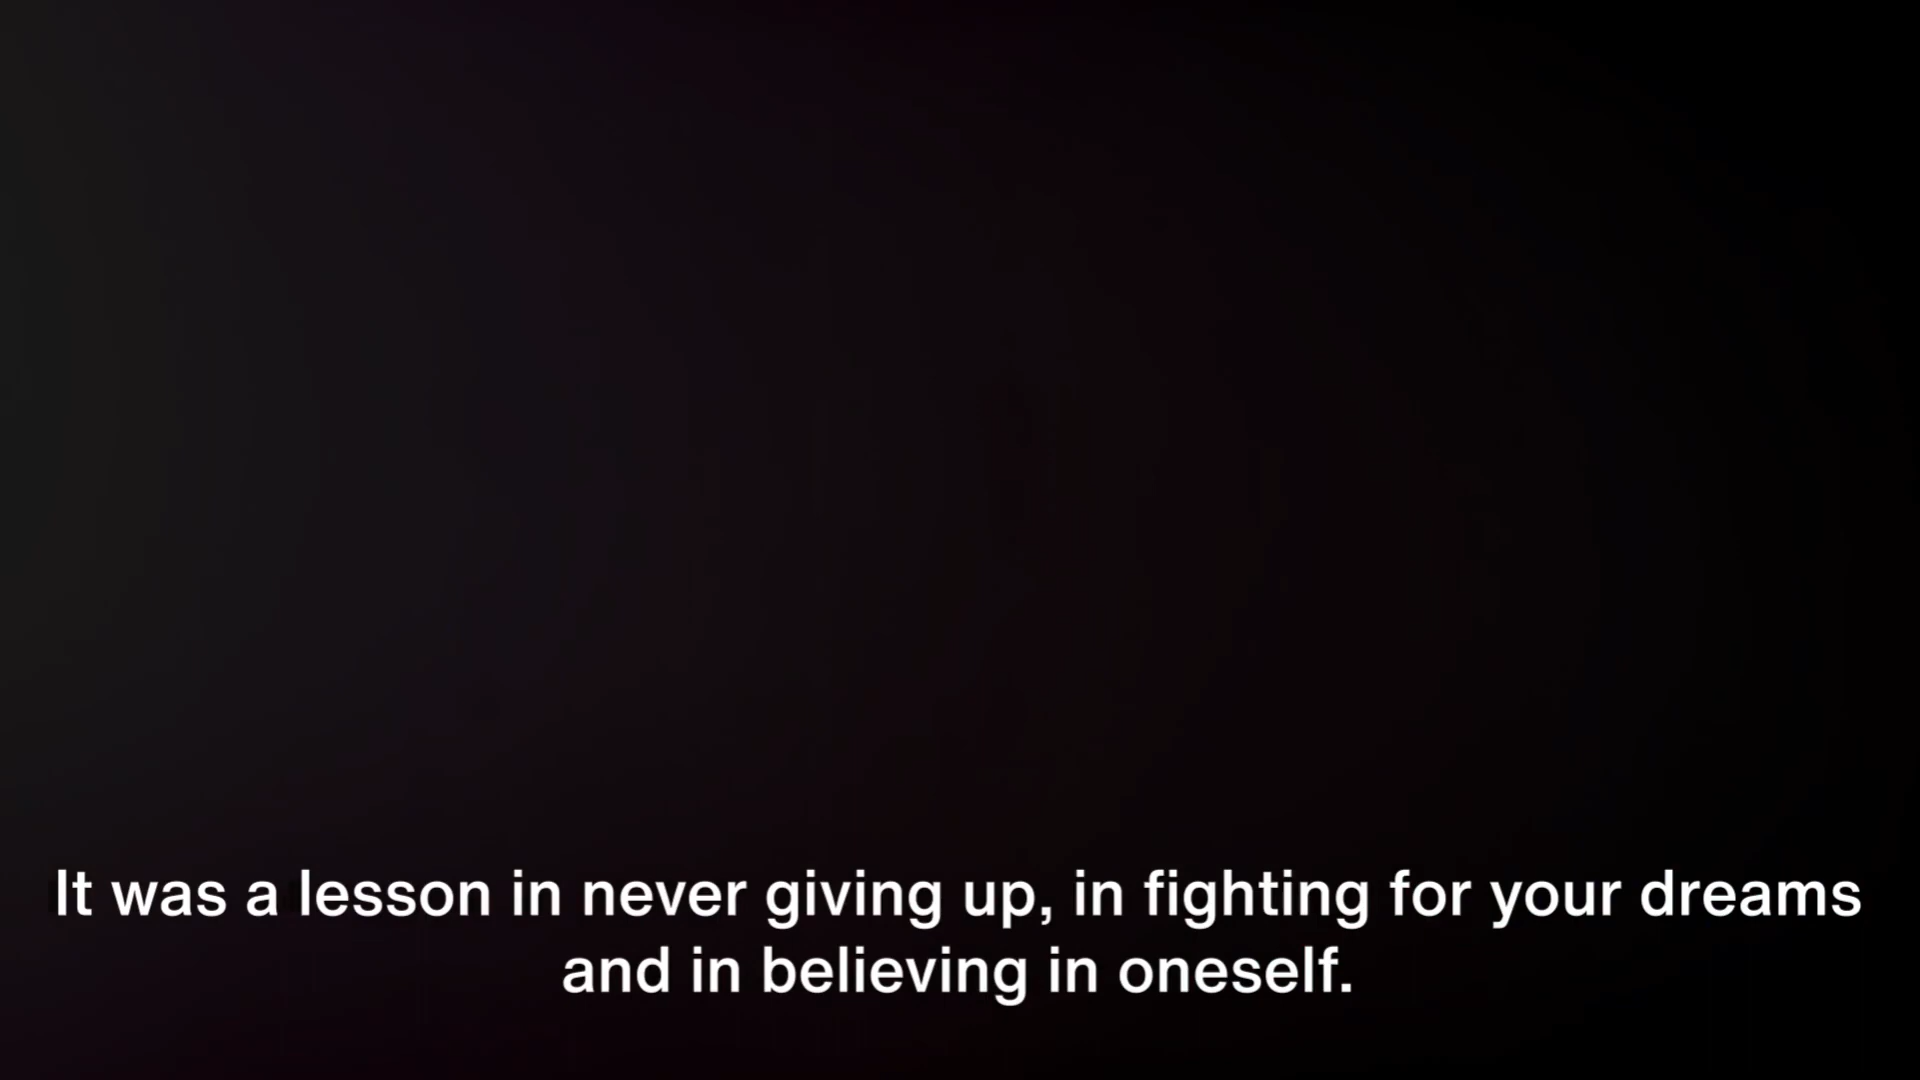 It was a lesson in never giving up, in fighting for your dreams
and in believing in oneself.